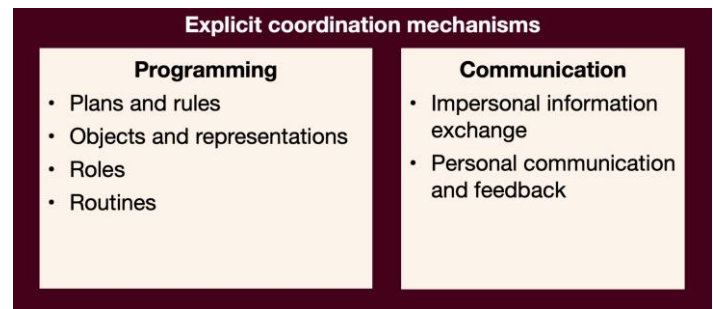 Explicit coordination mechanisms
Programming
• Plans and rules
• Objects and representations
• Roles
• Routines
Communication
• Impersonal information
exchange
• Personal communication
and feedback